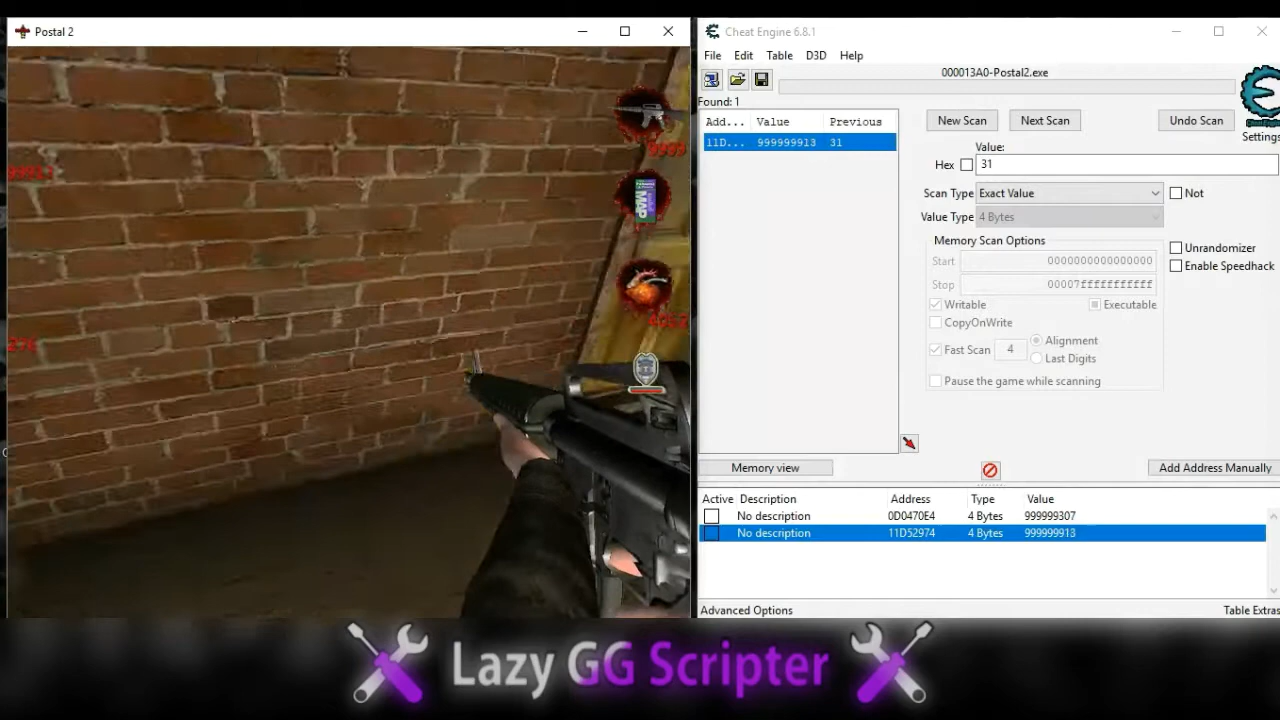 Postal 2
9999
99913
MAP
276
4052
Cheat Engine 6.8.1
File Edit Table D3D Help
000013A0-Postal2.exe
Found: 1
Add... Value Previous
11D... 999999913 31
New Scan Next Scan Undo Scan
Settings
Value:
Hex 31
Scan Type Exact Value Not
Value Type 4 Bytes
Memory Scan Options
Unrandomizer
Start 0000000000000000
Enable Speedhack
Stop 00007fffffffffff
Writable Executable
CopyOnWrite
Fast Scan 4 Alignment
Last Digits
Pause the game while scanning
Memory view Add Address Manually
Active Description Address Type Value
No description 0D0470E4 4 Bytes 999999307
No description 11D52974 4 Bytes 999999913
Advanced Options Table Extras
Lazy GG Scripter